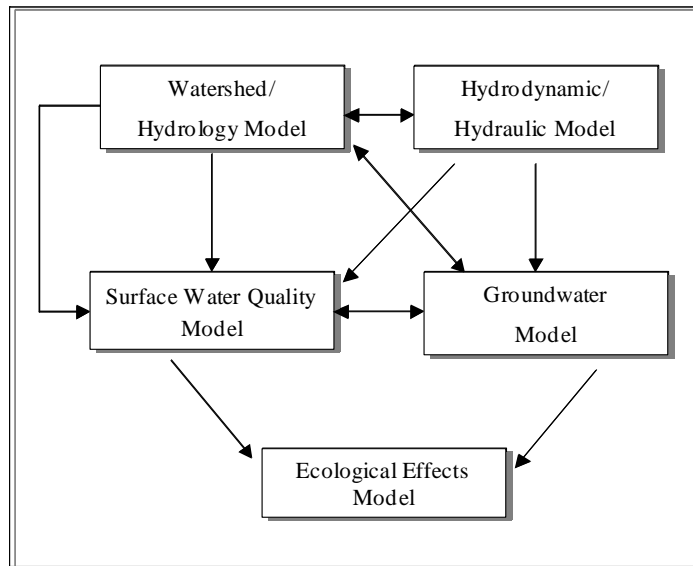 Watershed/
Hydrology Model
Hydrodynamic/
Hydraulic Model
Surface Water Quality
Model
Groundwater
Model
Ecological Effects
Model